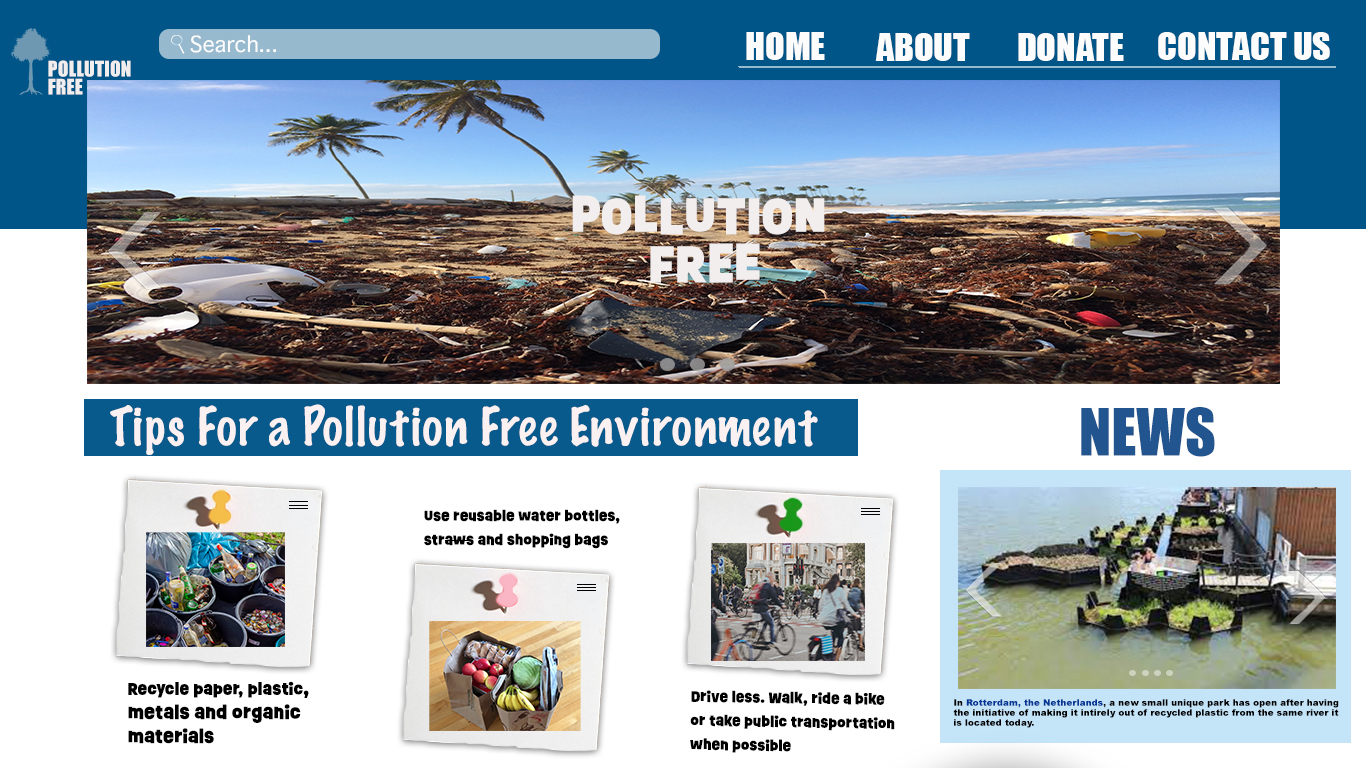 POLLUTION
FREE
Search...
HOME ABOUT DONATE CONTACT US
POLLUTION
FREE
Tips For a Pollution Free Environment
NEWS
Use reusable water bottles,
straws and shopping bags
Recycle paper, plastic,
metals and organic
materials
Drive less. Walk, ride a bike
or take public transportation
when possible
In Rotterdam, the Netherlands, a new small unique park has open after having
the initiative of making it intirely out of recycled plastic from the same river it
is located today.